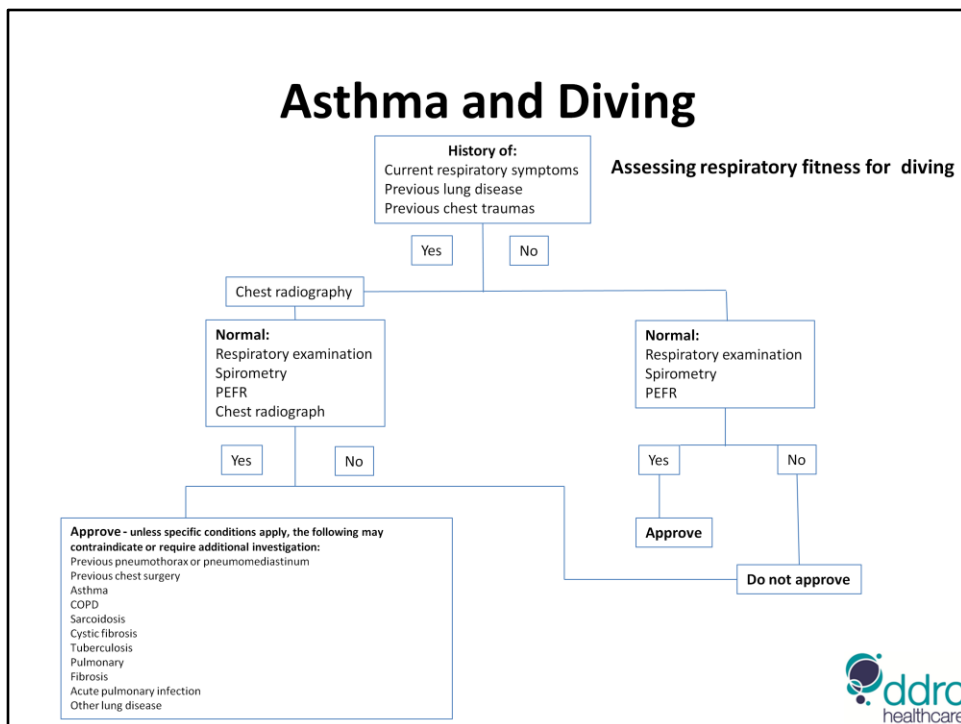 Asthma and Diving
History of:
Current respiratory symptoms
Previous lung disease
Previous chest traumas
Assessing respiratory fitness for diving
Yes
No
Chest radiography
Normal:
Respiratory examination
Spirometry
PEFR
Chest radiograph
Normal:
Respiratory examination
Spirometry
PEFR
Yes
No
Yes
No
Approve - unless specific conditions apply, the following may
contraindicate or require additional investigation:
Previous pneumothorax or pneumomediastinum
Previous chest surgery
Asthma
COPD
Sarcoidosis
Cystic fibrosis
Tuberculosis
Pulmonary
Fibrosis
Acute pulmonary infection
Other lung disease
Approve
Do not approve
ddrc
healthcare